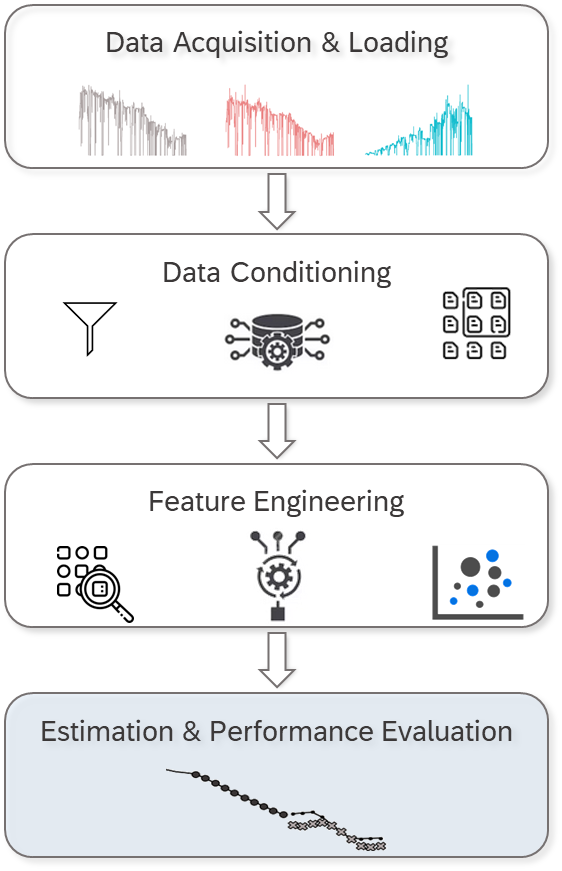 Data Acquisition & Loading
Data Conditioning
Feature Engineering
Estimation & Performance Evaluation